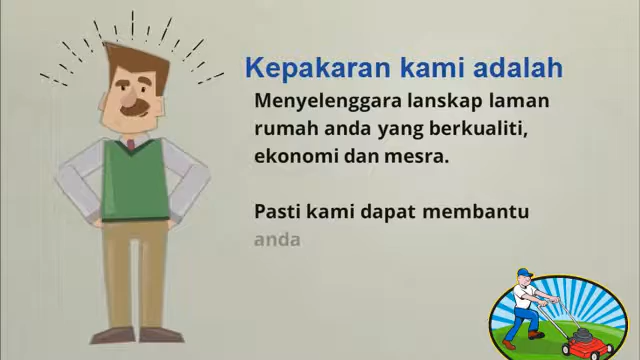 Kepakaran kami adalah
Menyelenggara lanskap laman
rumah anda yang berkualiti,
ekonomi dan mesra.
Pasti kami dapat membantu
anda